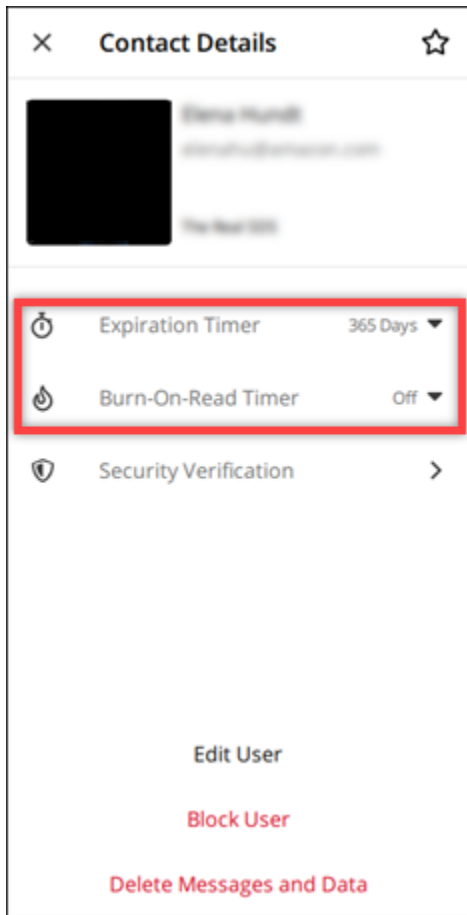 Contact Details
Expiration Timer 365 Days
Burn-On-Read Timer Off
Security Verification
Edit User
Block User
Delete Messages and Data